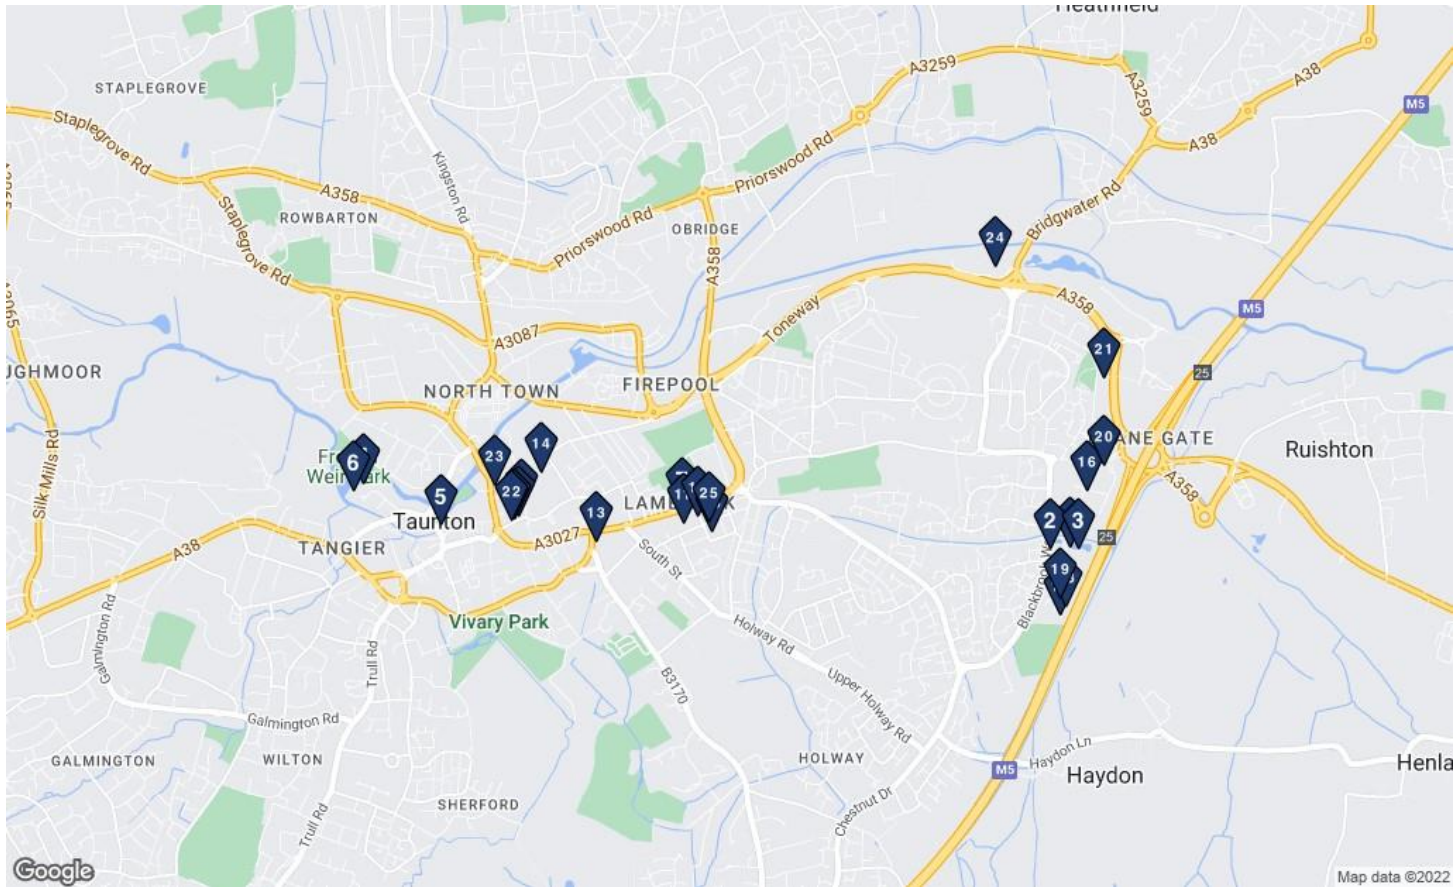 Heathfield
A3259
A38
M5
STAPLEGROVE
Staplegrove Rd
Kingston Rd
A3259
A38
Priorswood Rd
A358
ROWBARTON
Bridgwater Rd
OBRIDGE
24
Priorswood Rd
A358
Staplegrove Rd
A358
M5
Toneway
A3087
21
25
UGHMOOR
NORTH TOWN
FIREPOOL
14
20
ANE GATE
Ruishton
23
6
Weir Park
16
Silk Mills Rd
5
22
25
A358
13
Taunton
2
3
TANGIER
A3027
25
A38
South St
19
Blackbrook W
Galmington Rd
Vivary Park
Holway Rd
Trull Rd
B3170
Upper Holway Rd
Galmington Rd
GALMINGTON
WILTON
HOLWAY
Haydon Ln
M5
Haydon
Henla
SHERFORD
Chestnut Dr
Trull Rd
Google
Map data ©2022